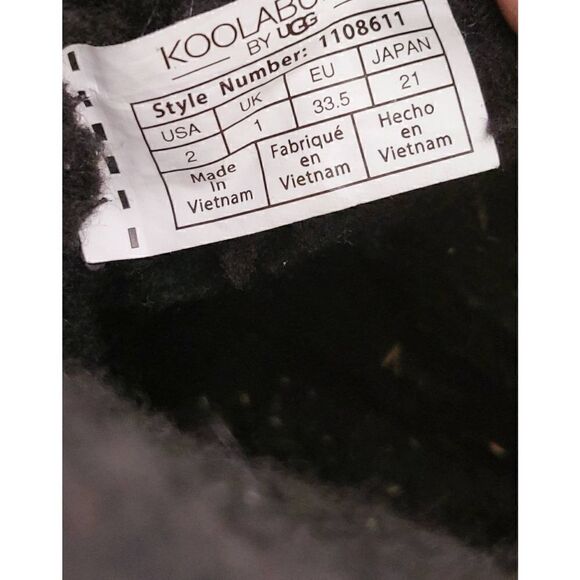 KOOLABU
BY UGG
Style Number: 1108611
USA UK EU JAPAN
2 1 33.5 21
Made in Vietnam Fabriqué en Vietnam Hecho en Vietnam